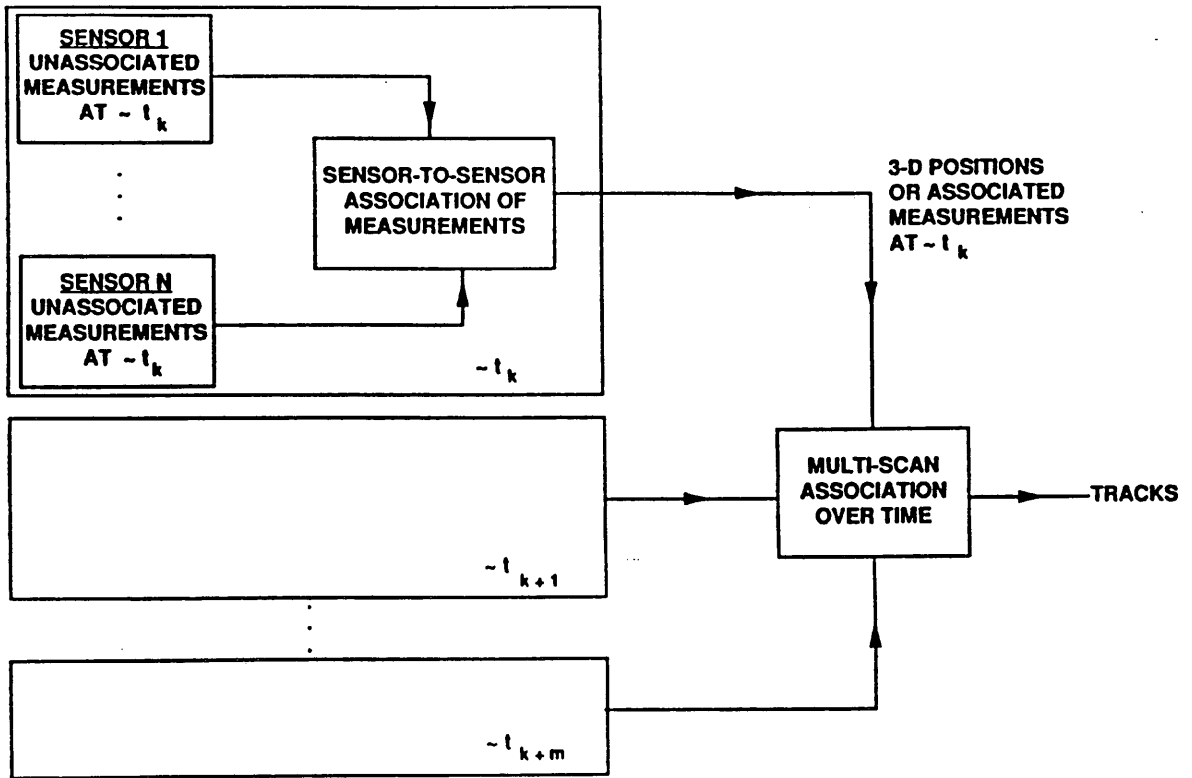 SENSOR 1
UNASSOCIATED
MEASUREMENTS
AT ~ t k
SENSOR-TO-SENSOR
ASSOCIATION OF
MEASUREMENTS
SENSOR N
UNASSOCIATED
MEASUREMENTS
AT ~ t k
~ t k
3-D POSITIONS
OR ASSOCIATED
MEASUREMENTS
AT ~ t k
~ t k + 1
MULTI-SCAN
ASSOCIATION
OVER TIME
TRACKS
~ t k + m